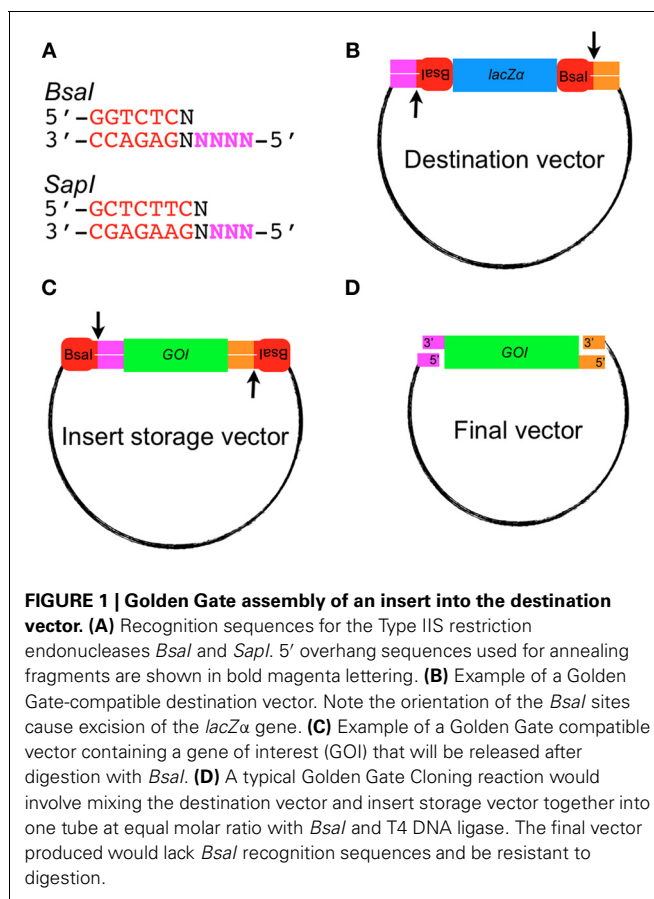 A
BsaI
5′-GGTCTCN
3′-CCAGAGNNNNN-5′
SapI
5′-GCTCTTCN
3′-CGAGAAGNNNN-5′
B
BsaI lacZα BsaI
Destination vector
C
BsaI GOI BsaI
Insert storage vector
D
3′ 3′
GOI
5′ 5′
Final vector
FIGURE 1 | Golden Gate assembly of an insert into the destination
vector. (A) Recognition sequences for the Type IIS restriction
endonucleases BsaI and SapI. 5′ overhang sequences used for annealing
fragments are shown in bold magenta lettering. (B) Example of a Golden
Gate-compatible destination vector. Note the orientation of the BsaI sites
cause excision of the lacZα gene. (C) Example of a Golden Gate compatible
vector containing a gene of interest (GOI) that will be released after
digestion with BsaI. (D) A typical Golden Gate Cloning reaction would
involve mixing the destination vector and insert storage vector together into
one tube at equal molar ratio with BsaI and T4 DNA ligase. The final vector
produced would lack BsaI recognition sequences and be resistant to
digestion.